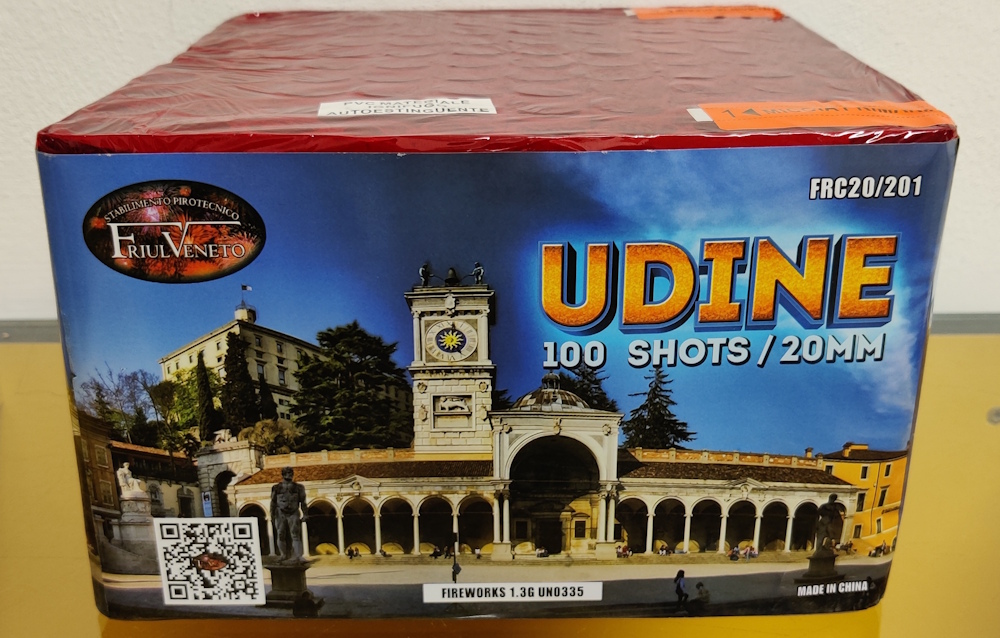 PVC MATERIALE
IGNIFUGO
AUTOESTINGUENTE
FRC20/201
STABILIMENTO PIROTECNICO
FRIULVENETO
UDINE
100 SHOTS / 20MM
FIREWORKS 1.3G UN0335
MADE IN CHINA